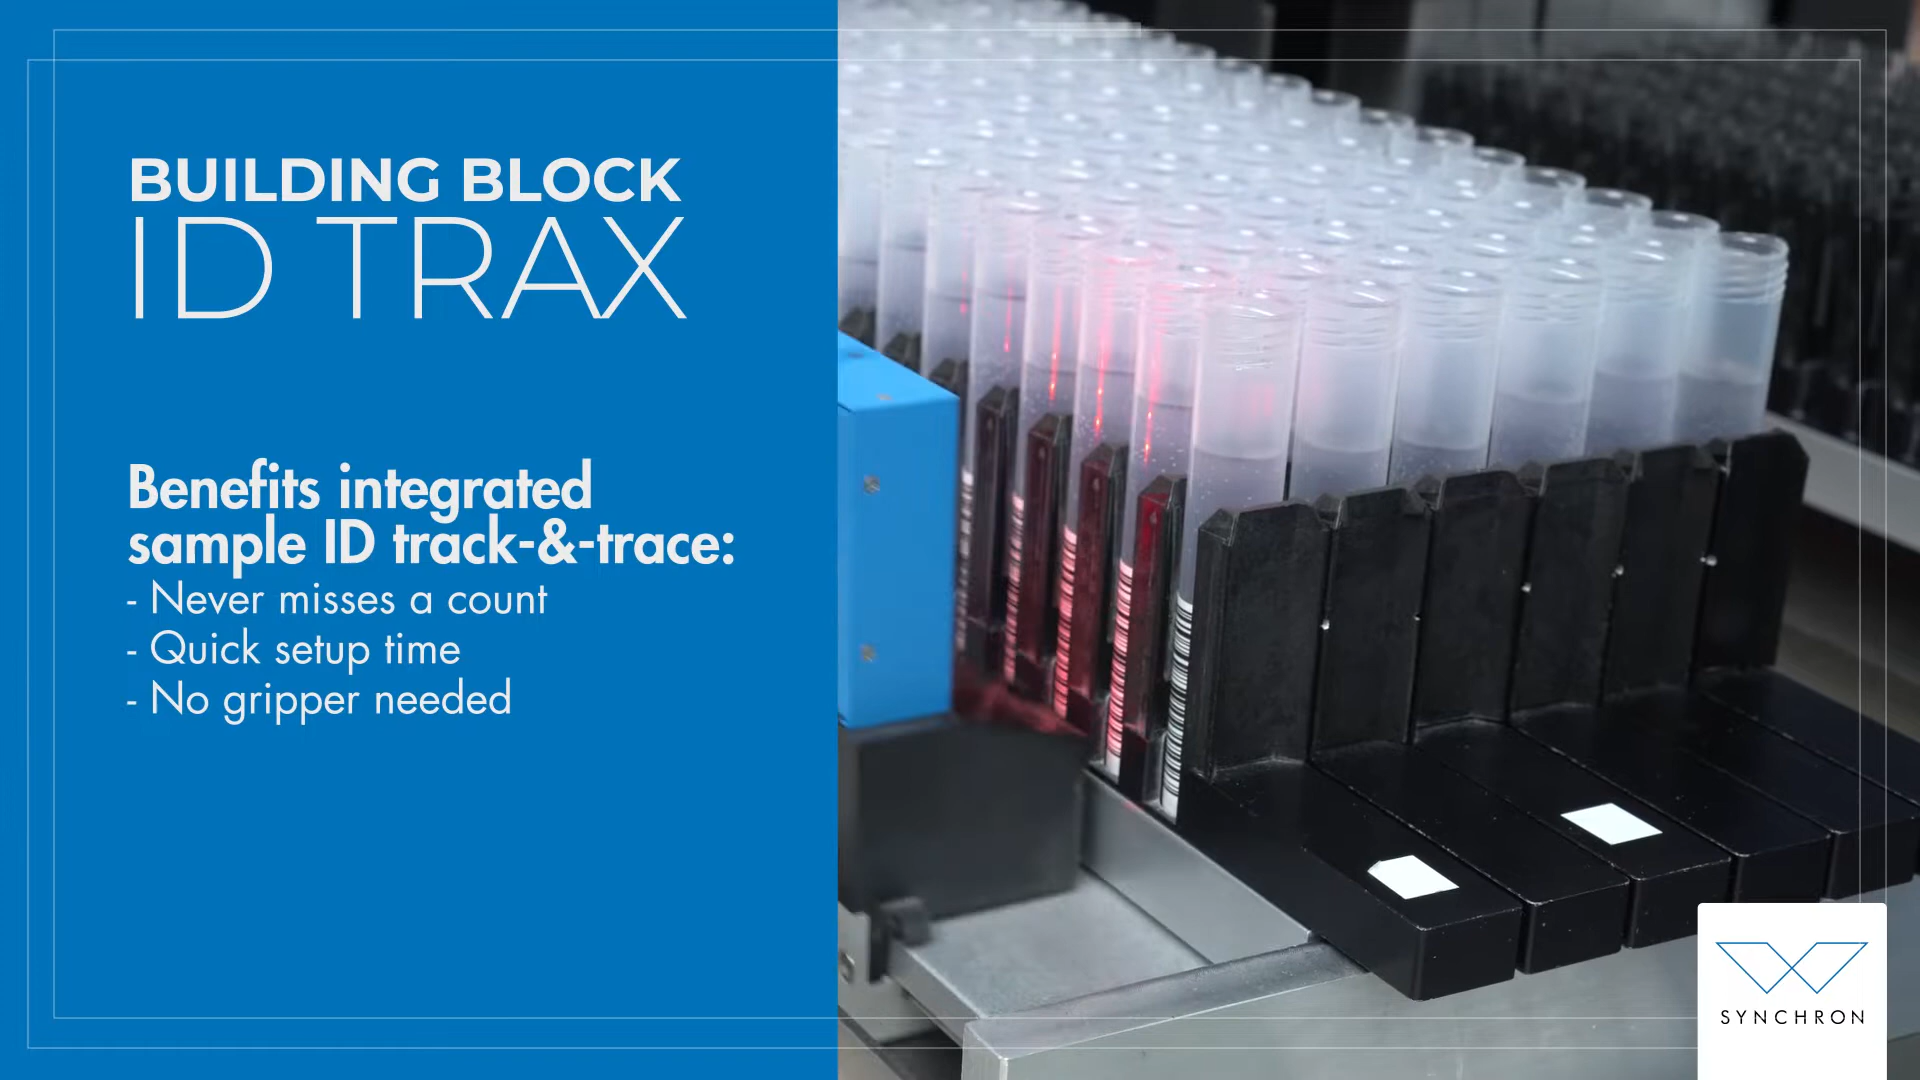 BUILDING BLOCK
ID TRAX
Benefits integrated
sample ID track-&-trace:
- Never misses a count
- Quick setup time
- No gripper needed
SYNCHRON